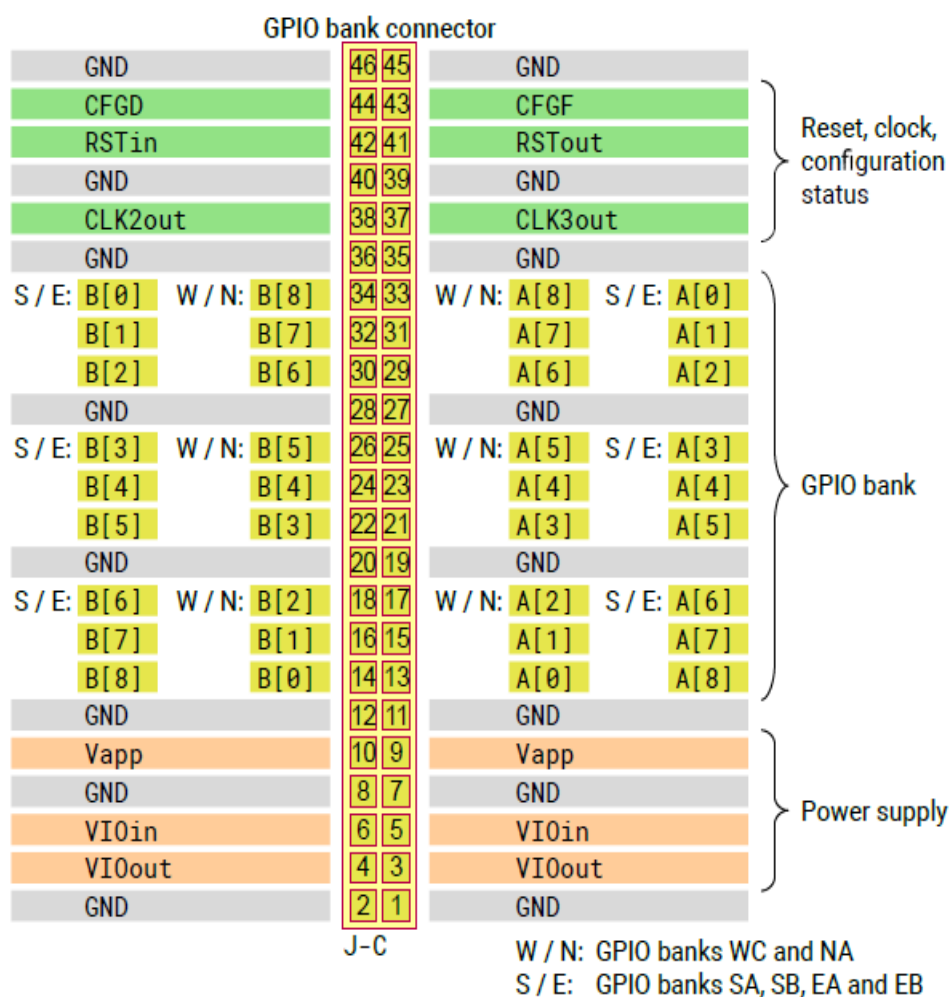 GPIO bank connector
GND 46 45 GND
CFGD 44 43 CFGF
RSTin 42 41 RSTout
GND 40 39 GND
CLK2out 38 37 CLK3out
Reset, clock,
configuration
status
GND 36 35 GND
S / E: B[0] W / N: B[8] 34 33 W / N: A[8] S / E: A[0]
B[1] B[7] 32 31 A[7] A[1]
B[2] B[6] 30 29 A[6] A[2]
GND 28 27 GND
S / E: B[3] W / N: B[5] 26 25 W / N: A[5] S / E: A[3]
B[4] B[4] 24 23 A[4] A[4] GPIO bank
B[5] B[3] 22 21 A[3] A[5]
GND 20 19 GND
S / E: B[6] W / N: B[2] 18 17 W / N: A[2] S / E: A[6]
B[7] B[1] 16 15 A[1] A[7]
B[8] B[0] 14 13 A[0] A[8]
GND 12 11 GND
Vapp 10 9 Vapp
GND 8 7 GND
VIOin 6 5 VIOin Power supply
VIOout 4 3 VIOout
GND 2 1 GND
J-C
W / N: GPIO banks WC and NA
S / E: GPIO banks SA, SB, EA and EB